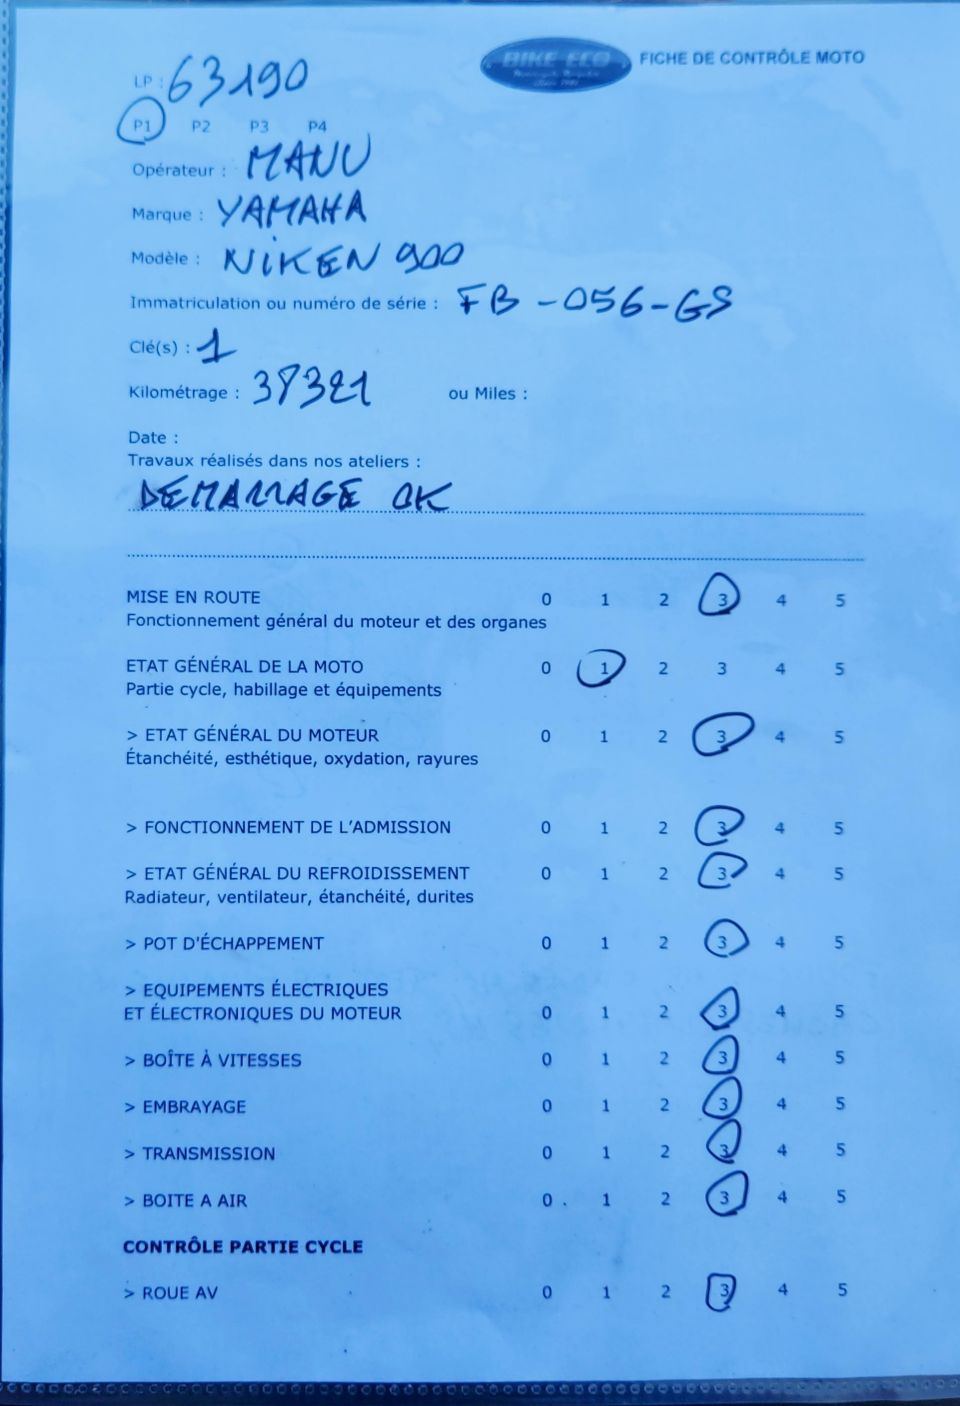 BIKE ECO
FICHE DE CONTRÔLE MOTO
LP : 63190
P1 P2 P3 P4
Opérateur : MANU
Marque : YAMAHA
Modèle : NIKEN 900
Immatriculation ou numéro de série : FB-056-GS
Clé(s) : 1
Kilométrage : 38321 ou Miles :
Date :
Travaux réalisés dans nos ateliers :
DEMARRAGE OK
MISE EN ROUTE 0 1 2 3 4 5
Fonctionnement général du moteur et des organes
ETAT GÉNÉRAL DE LA MOTO 0 1 2 3 4 5
Partie cycle, habillage et équipements
> ETAT GÉNÉRAL DU MOTEUR 0 1 2 3 4 5
Étanchéité, esthétique, oxydation, rayures
> FONCTIONNEMENT DE L'ADMISSION 0 1 2 3 4 5
> ETAT GÉNÉRAL DU REFROIDISSEMENT 0 1 2 3 4 5
Radiateur, ventilateur, étanchéité, durites
> POT D'ÉCHAPPEMENT 0 1 2 3 4 5
> EQUIPEMENTS ÉLECTRIQUES
ET ÉLECTRONIQUES DU MOTEUR 0 1 2 3 4 5
> BOÎTE À VITESSES 0 1 2 3 4 5
> EMBRAYAGE 0 1 2 3 4 5
> TRANSMISSION 0 1 2 3 4 5
> BOITE A AIR 0 1 2 3 4 5
CONTRÔLE PARTIE CYCLE
> ROUE AV 0 1 2 3 4 5